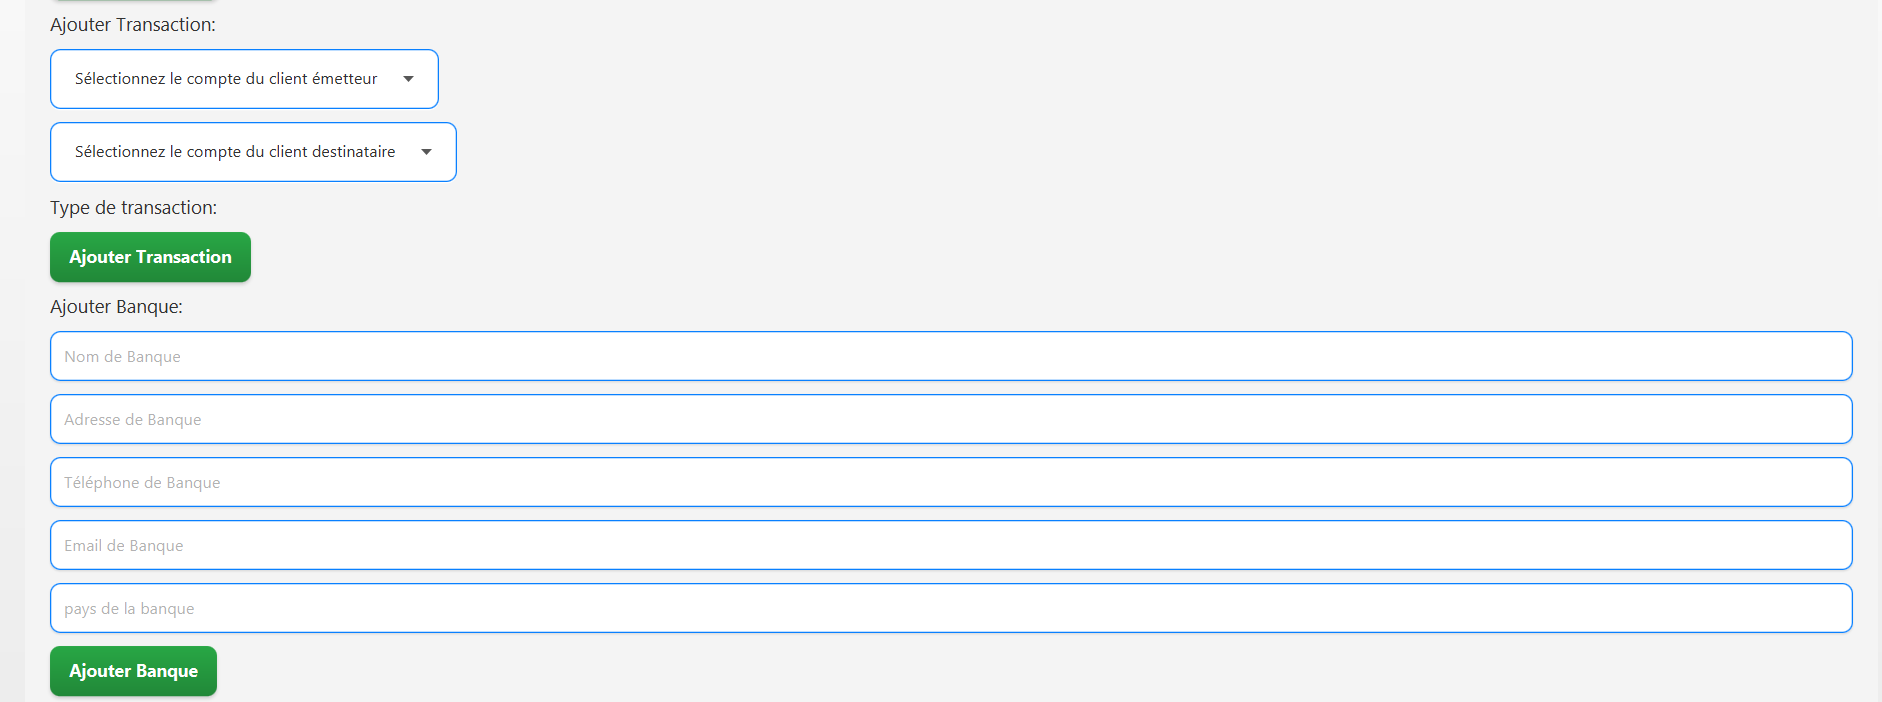 Ajouter Transaction:
Sélectionnez le compte du client émetteur
Sélectionnez le compte du client destinataire
Type de transaction:
Ajouter Transaction
Ajouter Banque:
Nom de Banque
Adresse de Banque
Téléphone de Banque
Email de Banque
pays de la banque
Ajouter Banque